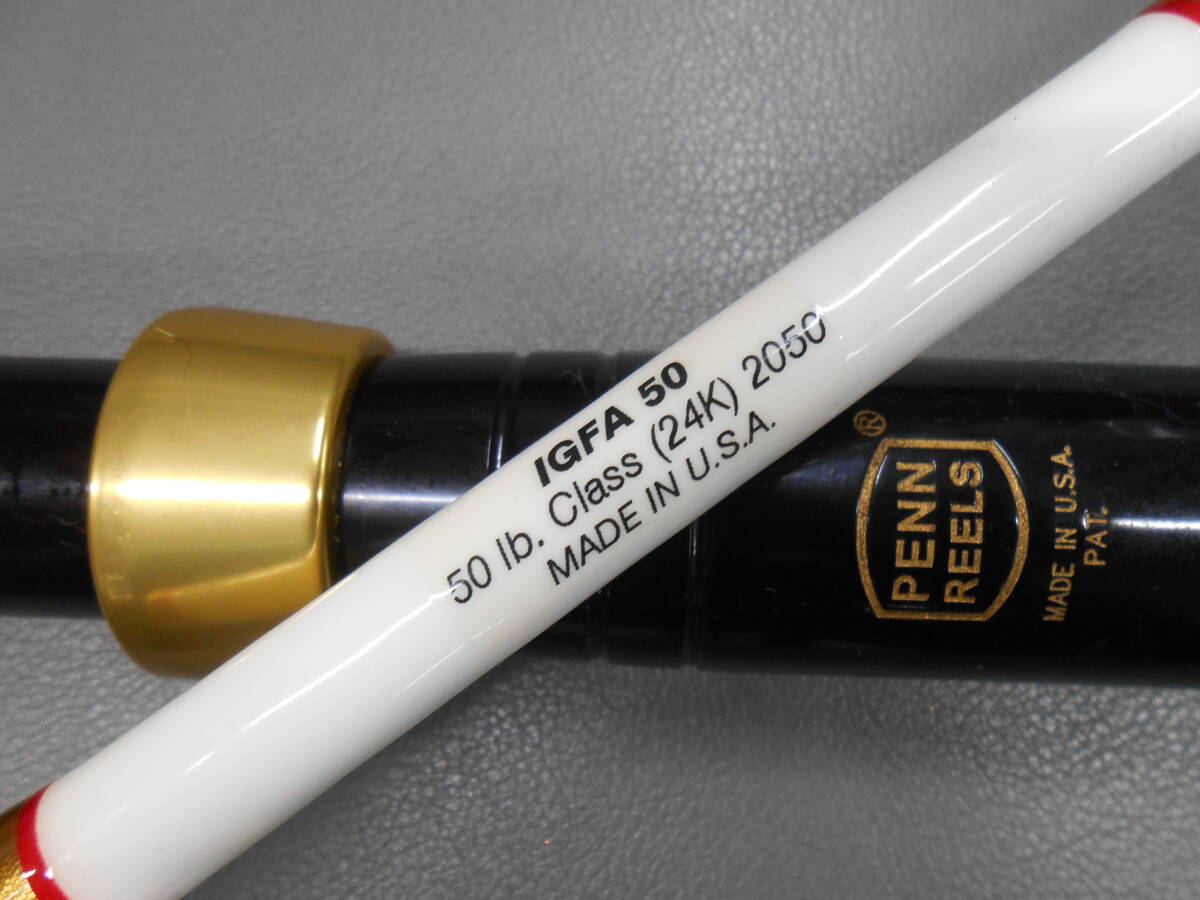 IGFA 50
50 lb. Class (24K) 2050
MADE IN U.S.A.
PENN
REELS
®
MADE IN U.S.A.
PAT.